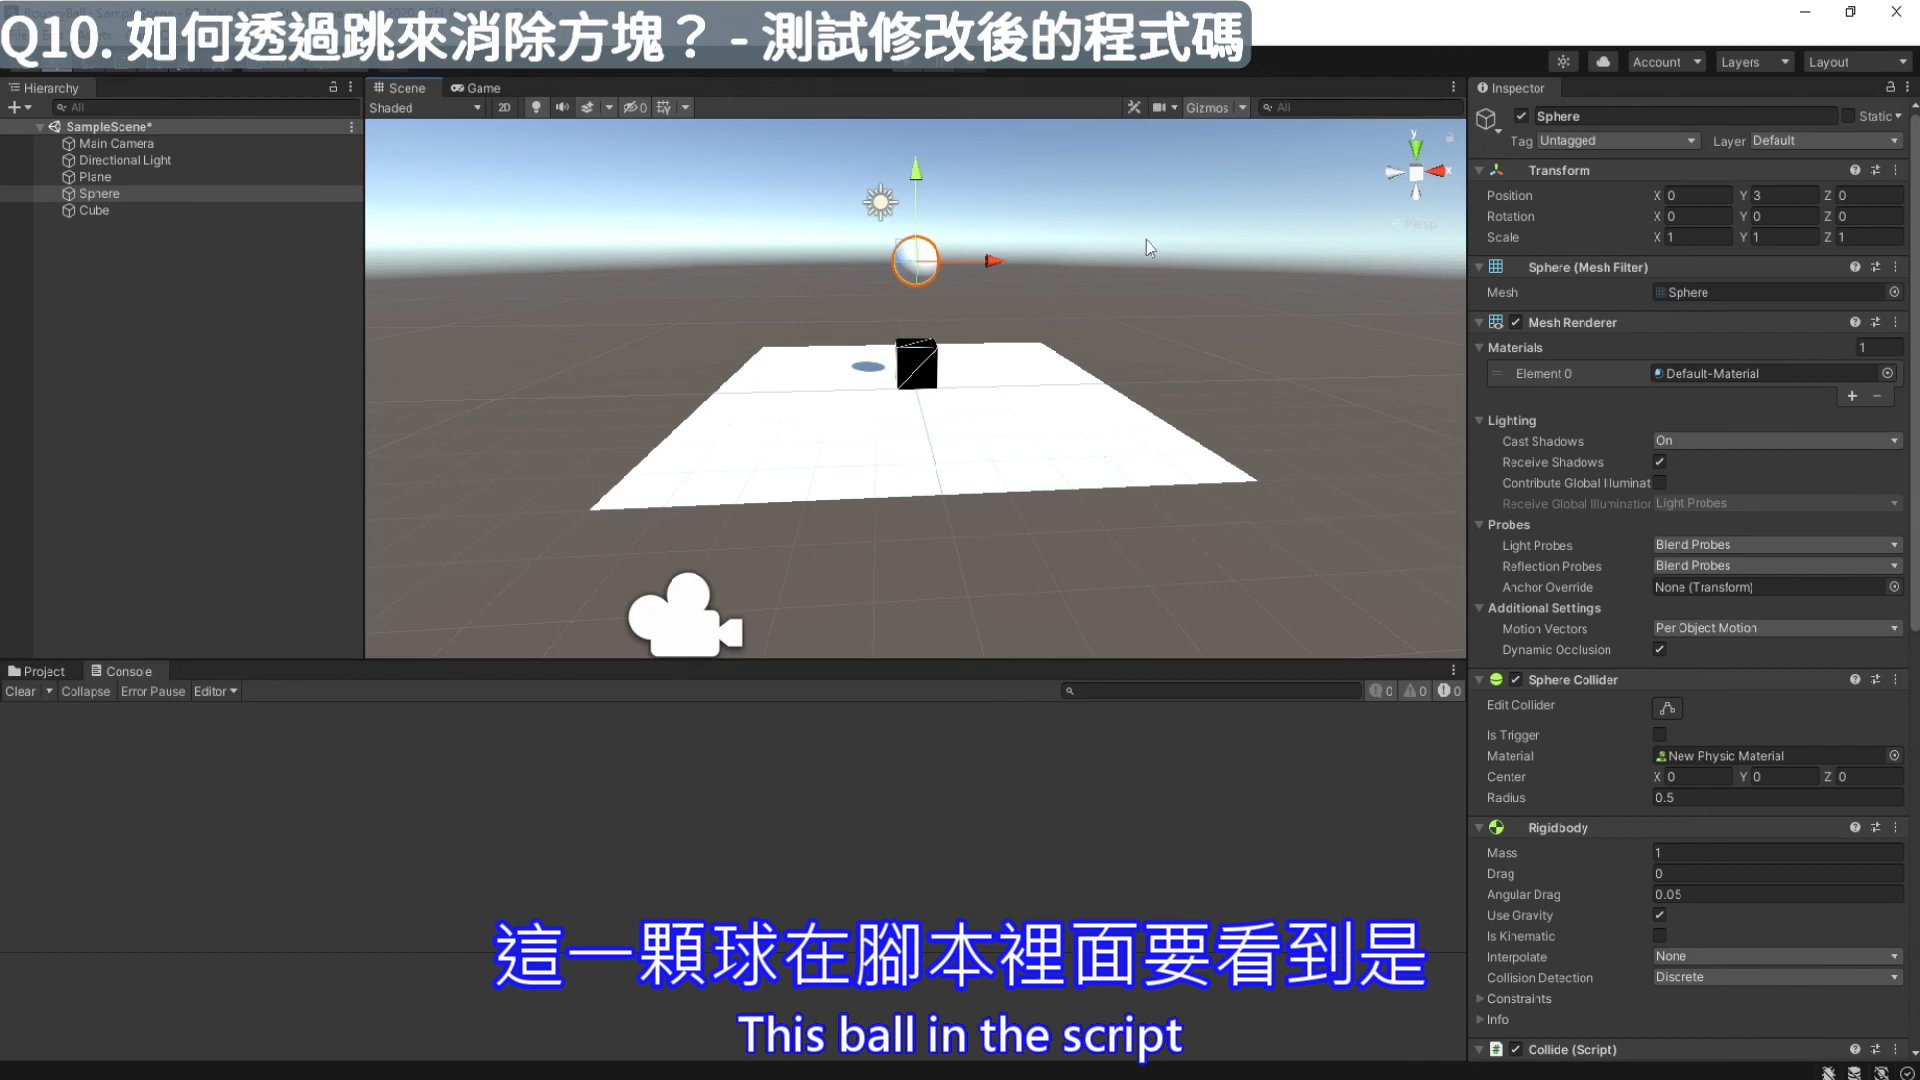 Q10. 如何透過跳來消除方塊？ - 測試修改後的程式碼
Account
Layers
Layout
Hierarchy
All
SampleScene*
Main Camera
Directional Light
Plane
Sphere
Cube
Scene
Game
Shaded
2D
0
Gizmos
All
y
x
Persp
Inspector
Sphere
Static
Tag Untagged
Layer Default
Transform
Position X 0 Y 3 Z 0
Rotation X 0 Y 0 Z 0
Scale X 1 Y 1 Z 1
Sphere (Mesh Filter)
Mesh Sphere
Mesh Renderer
Materials 1
Element 0 Default-Material
Lighting
Cast Shadows On
Receive Shadows
Contribute Global Illuminat
Receive Global Illumination Light Probes
Probes
Light Probes Blend Probes
Reflection Probes Blend Probes
Anchor Override None (Transform)
Additional Settings
Motion Vectors Per Object Motion
Dynamic Occlusion
Sphere Collider
Edit Collider
Is Trigger
Material New Physic Material
Center X 0 Y 0 Z 0
Radius 0.5
Rigidbody
Mass 1
Drag 0
Angular Drag 0.05
Use Gravity
Is Kinematic
Interpolate None
Collision Detection Discrete
Constraints
Info
Collide (Script)
Project
Console
Clear
Collapse
Error Pause
Editor
0
0
0
這一顆球在腳本裡面要看到是
This ball in the script